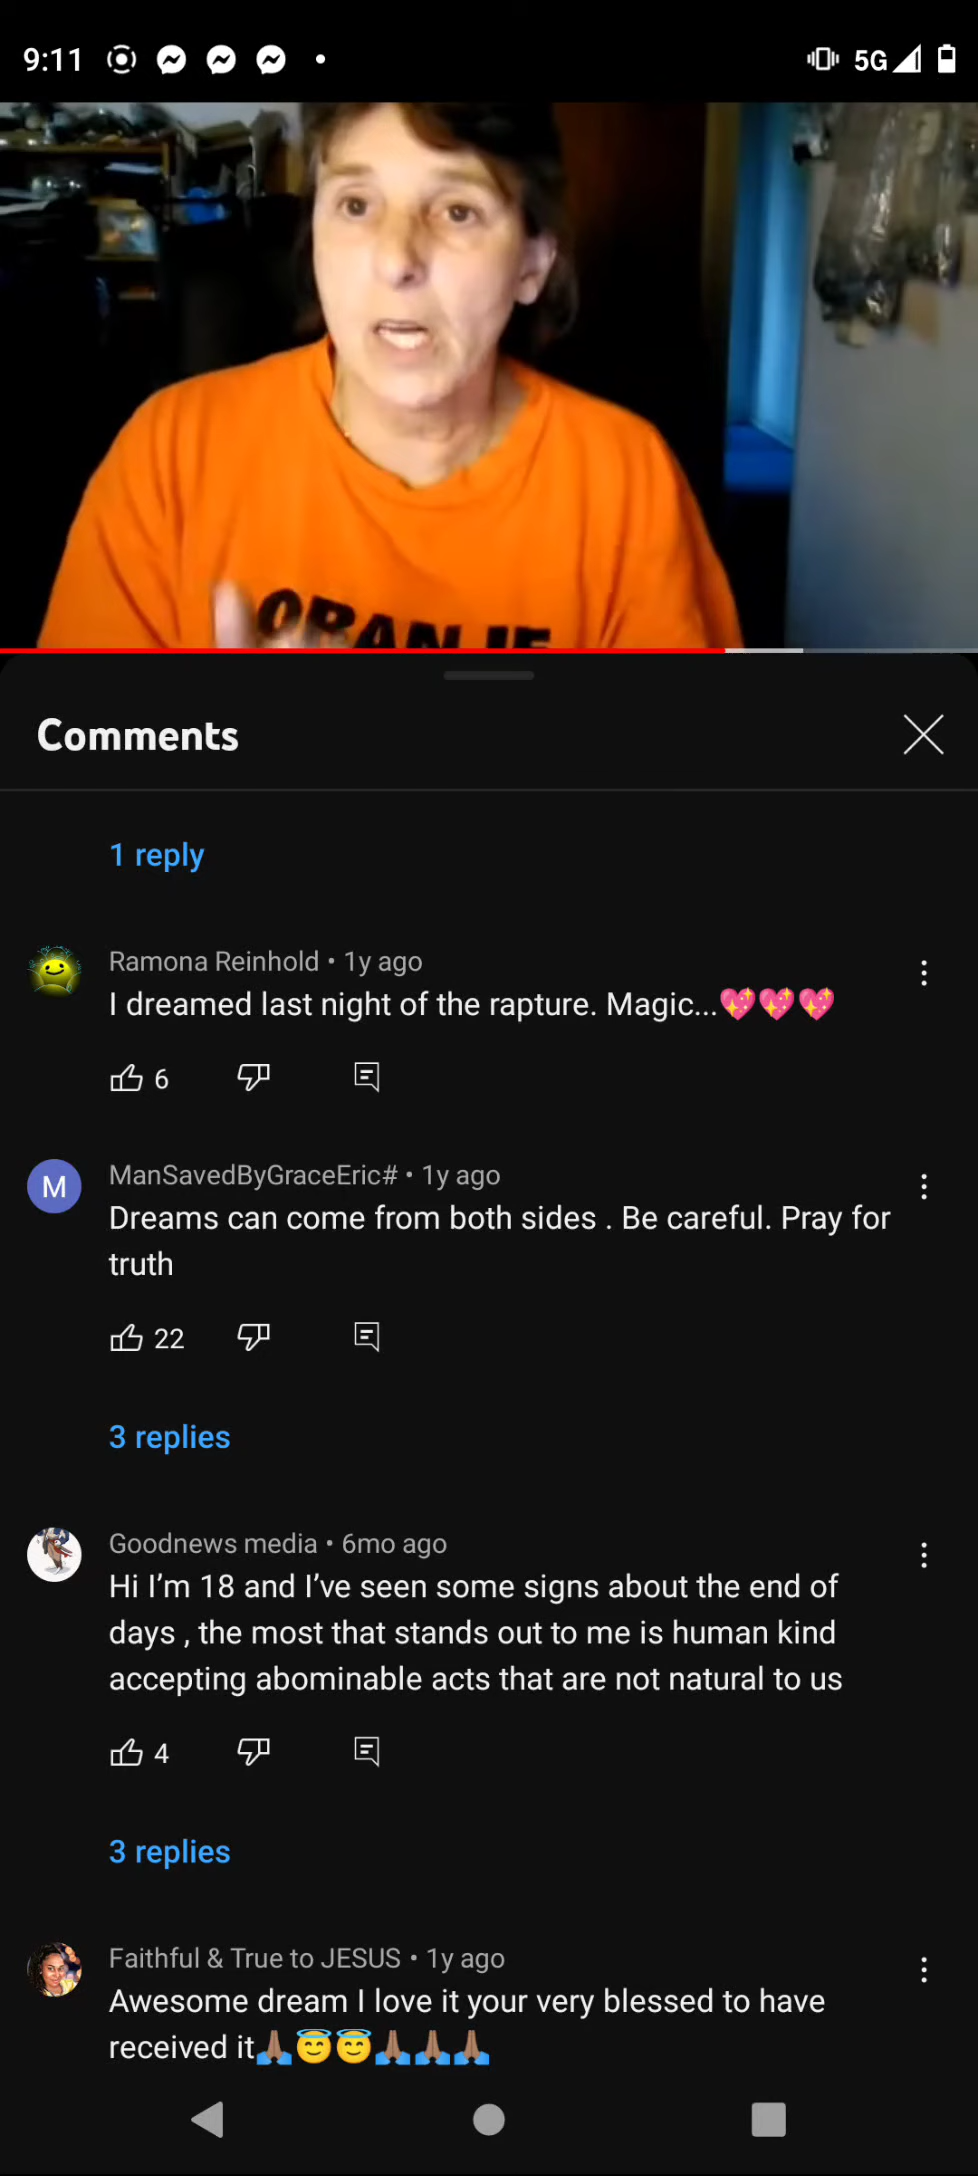 9:11
5G
ORANJE
Comments
1 reply
Ramona Reinhold • 1y ago
I dreamed last night of the rapture. Magic...💖💖💖
6
M
ManSavedByGraceEric# • 1y ago
Dreams can come from both sides . Be careful. Pray for
truth
22
3 replies
Goodnews media • 6mo ago
Hi I’m 18 and I’ve seen some signs about the end of
days , the most that stands out to me is human kind
accepting abominable acts that are not natural to us
4
3 replies
Faithful & True to JESUS • 1y ago
Awesome dream I love it your very blessed to have
received it🙏🏽😇😇🙏🏽🙏🏽🙏🏽